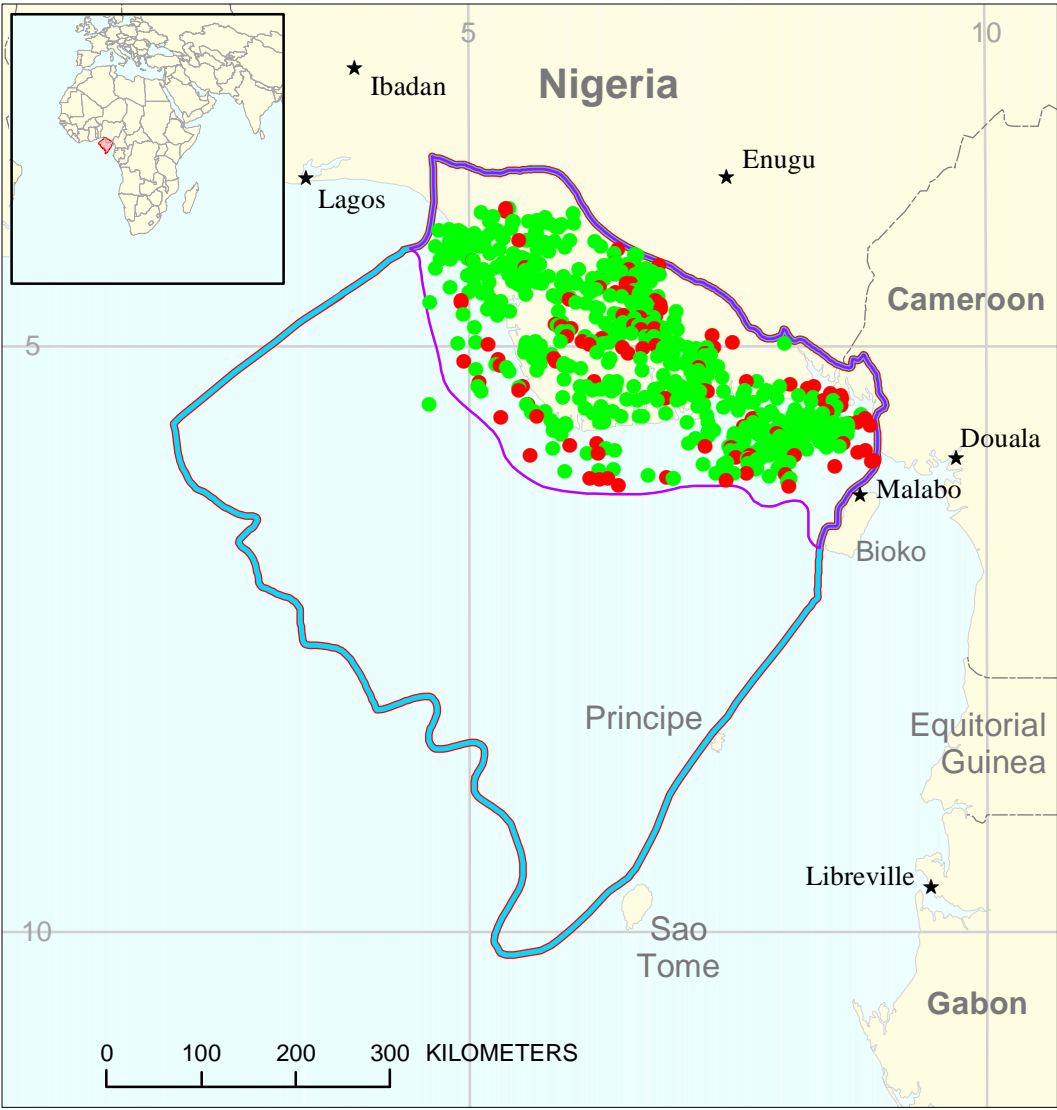 5
10
Ibadan
Nigeria
Enugu
Lagos
Cameroon
5
Douala
Malabo
Bioko
Principe
Equitorial
Guinea
Libreville
Sao
Tome
10
Gabon
0 100 200 300 KILOMETERS